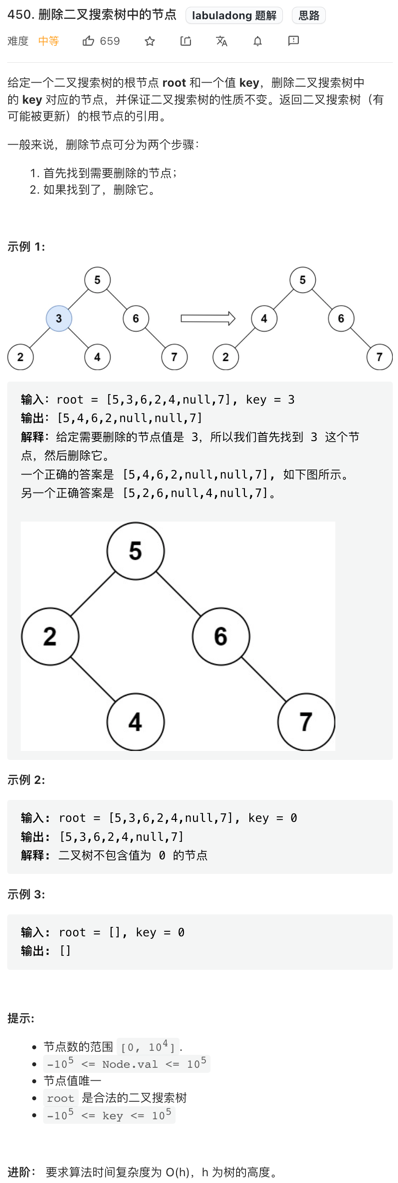 450. 删除二叉搜索树中的节点 labuladong 题解 思路
难度 中等 659
给定一个二叉搜索树的根节点 root 和一个值 key，删除二叉搜索树中
的 key 对应的节点，并保证二叉搜索树的性质不变。返回二叉搜索树（有
可能被更新）的根节点的引用。
一般来说，删除节点可分为两个步骤：
1. 首先找到需要删除的节点；
2. 如果找到了，删除它。
示例 1:
5 5
3 6 4 6
2 4 7 2 7
输入：root = [5,3,6,2,4,null,7], key = 3
输出：[5,4,6,2,null,null,7]
解释：给定需要删除的节点值是 3，所以我们首先找到 3 这个节
点，然后删除它。
一个正确的答案是 [5,4,6,2,null,null,7], 如下图所示。
另一个正确答案是 [5,2,6,null,4,null,7]。
5
2 6
4 7
示例 2:
输入: root = [5,3,6,2,4,null,7], key = 0
输出: [5,3,6,2,4,null,7]
解释: 二叉树不包含值为 0 的节点
示例 3:
输入: root = [], key = 0
输出: []
提示:
• 节点数的范围 [0, 10⁴].
• -10⁵ <= Node.val <= 10⁵
• 节点值唯一
• root 是合法的二叉搜索树
• -10⁵ <= key <= 10⁵
进阶： 要求算法时间复杂度为 O(h)，h 为树的高度。